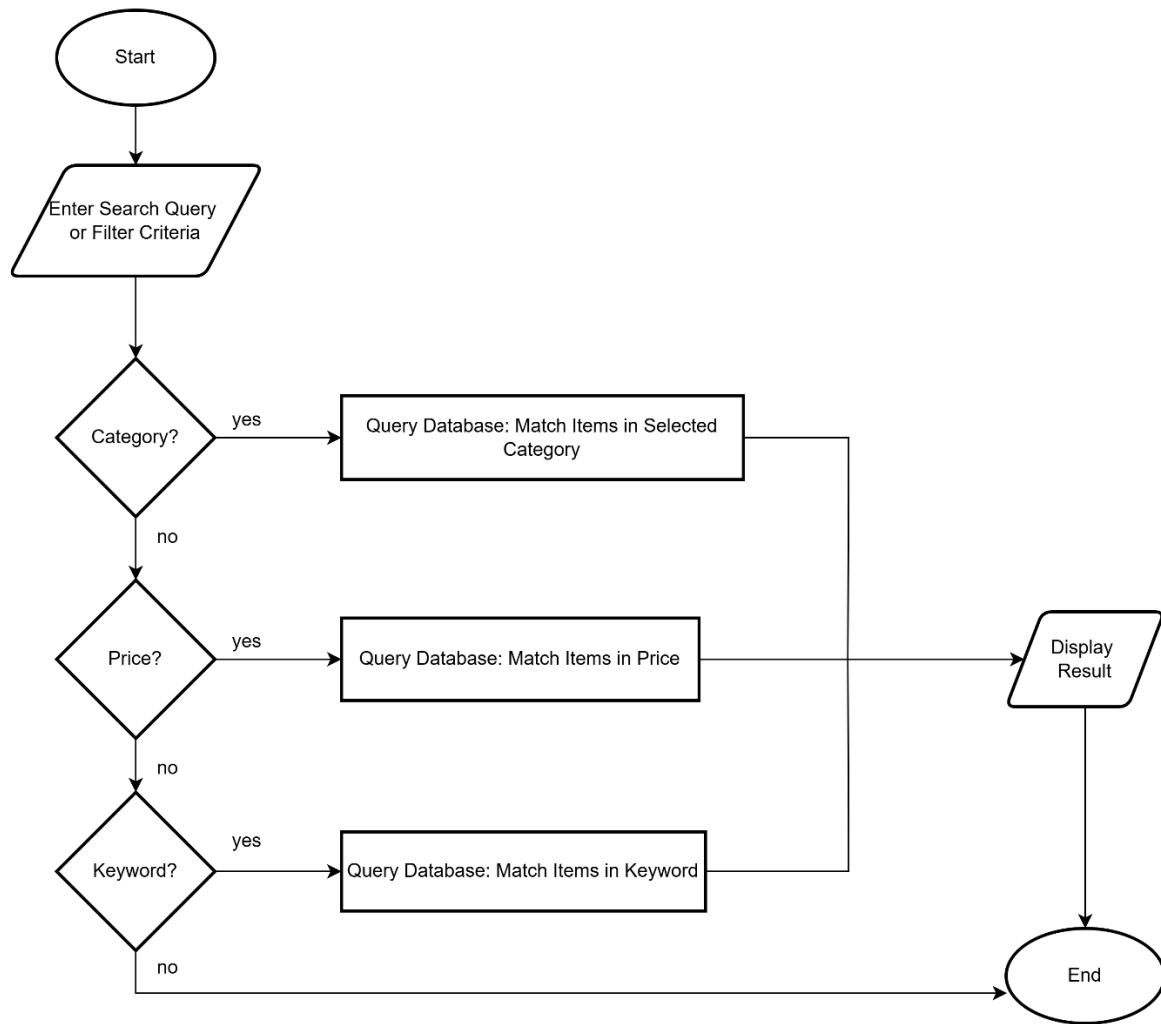 Start
Enter Search Query
or Filter Criteria
Category?
yes
Query Database: Match Items in Selected
Category
no
Price?
yes
Query Database: Match Items in Price
Display
Result
no
Keyword?
yes
Query Database: Match Items in Keyword
no
End